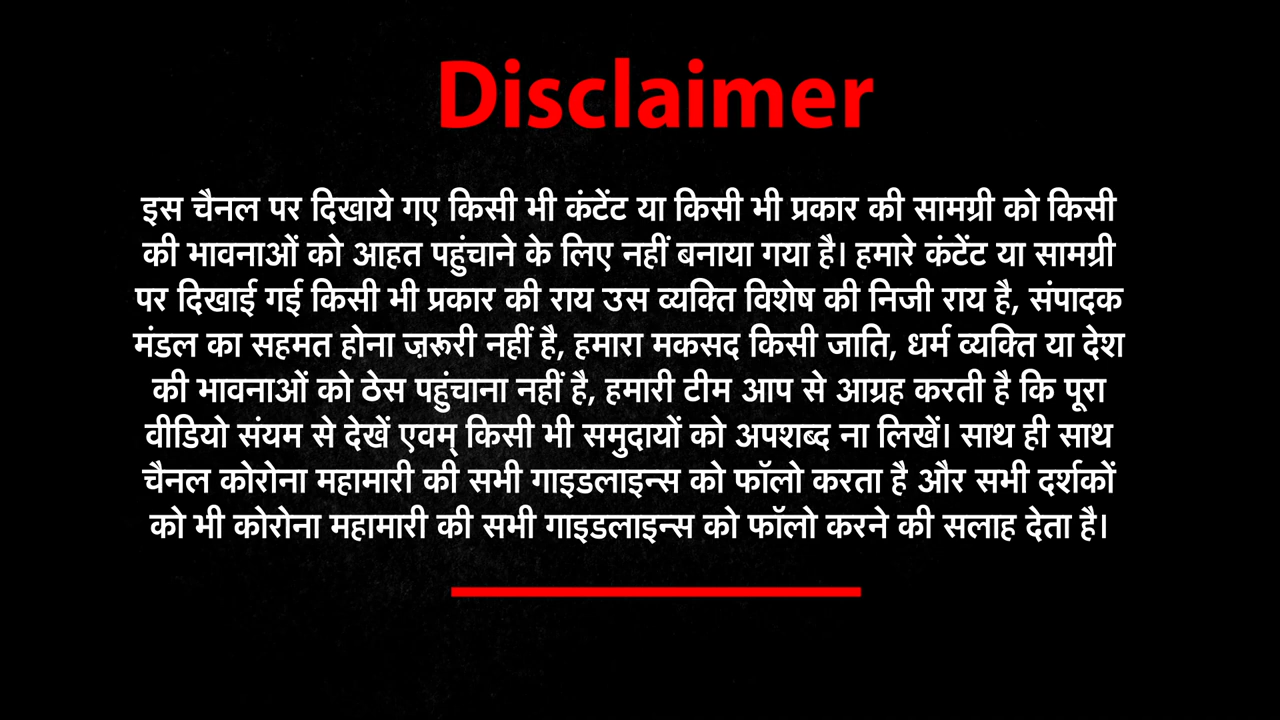 Disclaimer
इस चैनल पर दिखाये गए किसी भी कंटेंट या किसी भी प्रकार की सामग्री को किसी
की भावनाओं को आहत पहुंचाने के लिए नहीं बनाया गया है। हमारे कंटेंट या सामग्री
पर दिखाई गई किसी भी प्रकार की राय उस व्यक्ति विशेष की निजी राय है, संपादक
मंडल का सहमत होना ज़रूरी नहीं है, हमारा मकसद किसी जाति, धर्म व्यक्ति या देश
की भावनाओं को ठेस पहुंचाना नहीं है, हमारी टीम आप से आग्रह करती है कि पूरा
वीडियो संयम से देखें एवम् किसी भी समुदायों को अपशब्द ना लिखें। साथ ही साथ
चैनल कोरोना महामारी की सभी गाइडलाइन्स को फॉलो करता है और सभी दर्शकों
को भी कोरोना महामारी की सभी गाइडलाइन्स को फॉलो करने की सलाह देता है।